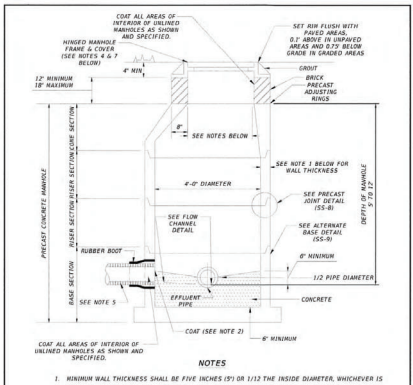 COAT ALL AREAS OF
INTERIOR OF UNLINED
MANHOLES AS SHOWN
AND SPECIFIED.
HINGED MANHOLE
FRAME & COVER
(SEE NOTES 4 & 7
BELOW)
4" MIN
12" MINIMUM
18" MAXIMUM
SET RIM FLUSH WITH
PAVED AREAS,
0.1' ABOVE IN UNPAVED
AREAS AND 0.75' BELOW
GRADE IN GRADED AREAS
GROUT
BRICK
PRECAST
ADJUSTING
RINGS
8"
SEE NOTES BELOW
SEE NOTE 1 BELOW FOR
WALL THICKNESS
4'-0" DIAMETER
SEE PRECAST
JOINT DETAIL
(SS-8)
DEPTH OF MANHOLE
5' TO 12'
PRECAST CONCRETE MANHOLE
CONE SECTION
RISER SECTION
RISER SECTION
BASE SECTION
SEE FLOW
CHANNEL
DETAIL
SEE ALTERNATE
BASE DETAIL
(SS-9)
RUBBER BOOT
8" MINIMUM
1/2 PIPE DIAMETER
SEE NOTE 5
EFFLUENT
PIPE
CONCRETE
COAT (SEE NOTE 2)
6" MINIMUM
COAT ALL AREAS OF INTERIOR OF
UNLINED MANHOLES AS SHOWN AND
SPECIFIED.
NOTES
1. MINIMUM WALL THICKNESS SHALL BE FIVE INCHES (5") OR 1/12 THE INSIDE DIAMETER, WHICHEVER IS